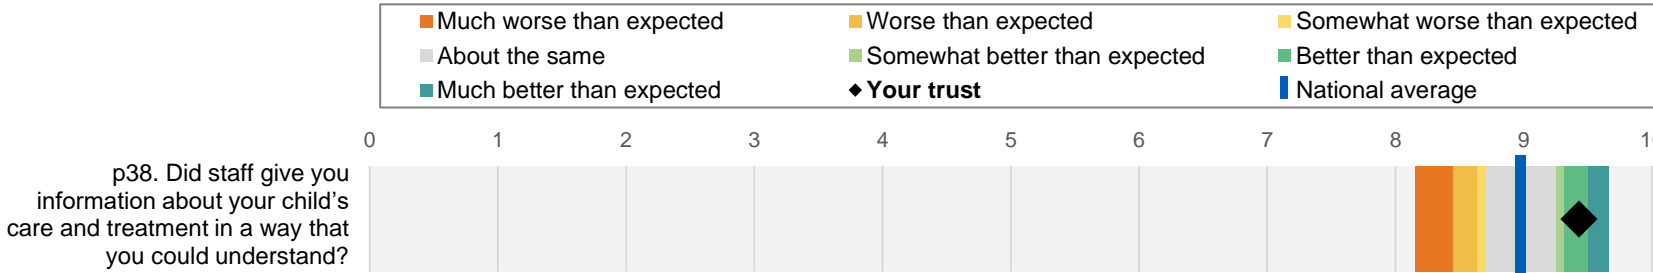 Much worse than expected Worse than expected Somewhat worse than expected
About the same Somewhat better than expected Better than expected
Much better than expected Your trust National average
0 1 2 3 4 5 6 7 8 9
p38. Did staff give you
information about your child’s
care and treatment in a way that
you could understand?